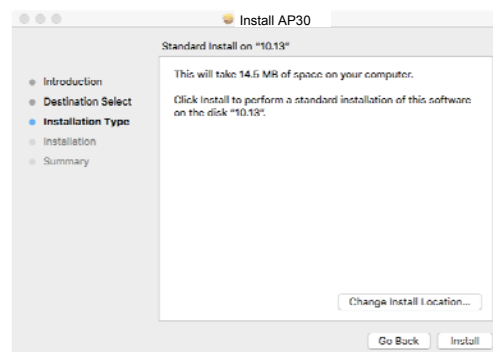 Install AP30
Standard Install on "10.13"
Introduction
Destination Select
Installation Type
Installation
Summary
This will take 14.5 MB of space on your computer.
Click Install to perform a standard installation of this software
on the disk "10.13".
Change Install Location...
Go Back
Install